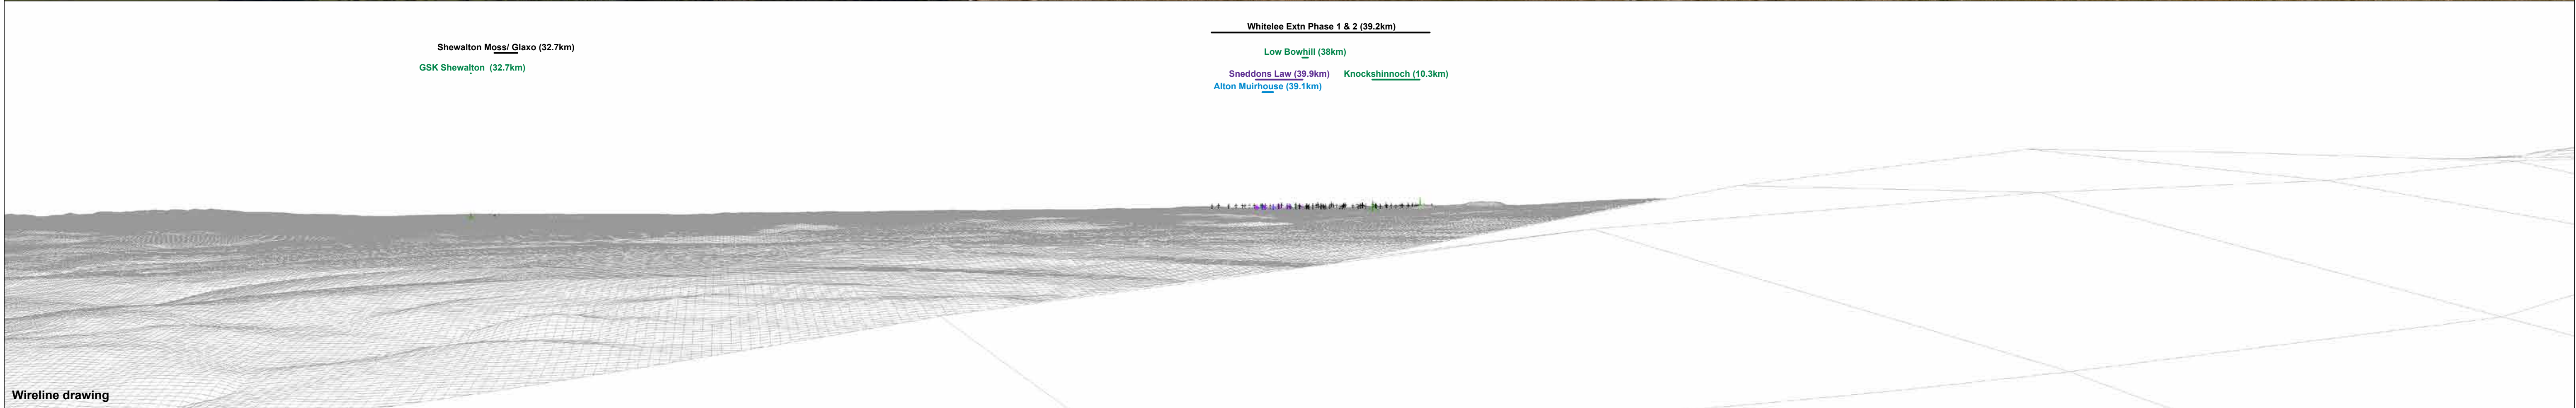 Whitelee Extn Phase 1 & 2 (39.2km)
Shewalton Moss/ Glaxo (32.7km)
Low Bowhill (38km)
GSK Shewalton (32.7km)
Sneddons Law (39.9km)
Knockshinnoch (10.3km)
Alton Muirhouse (39.1km)
Wireline drawing